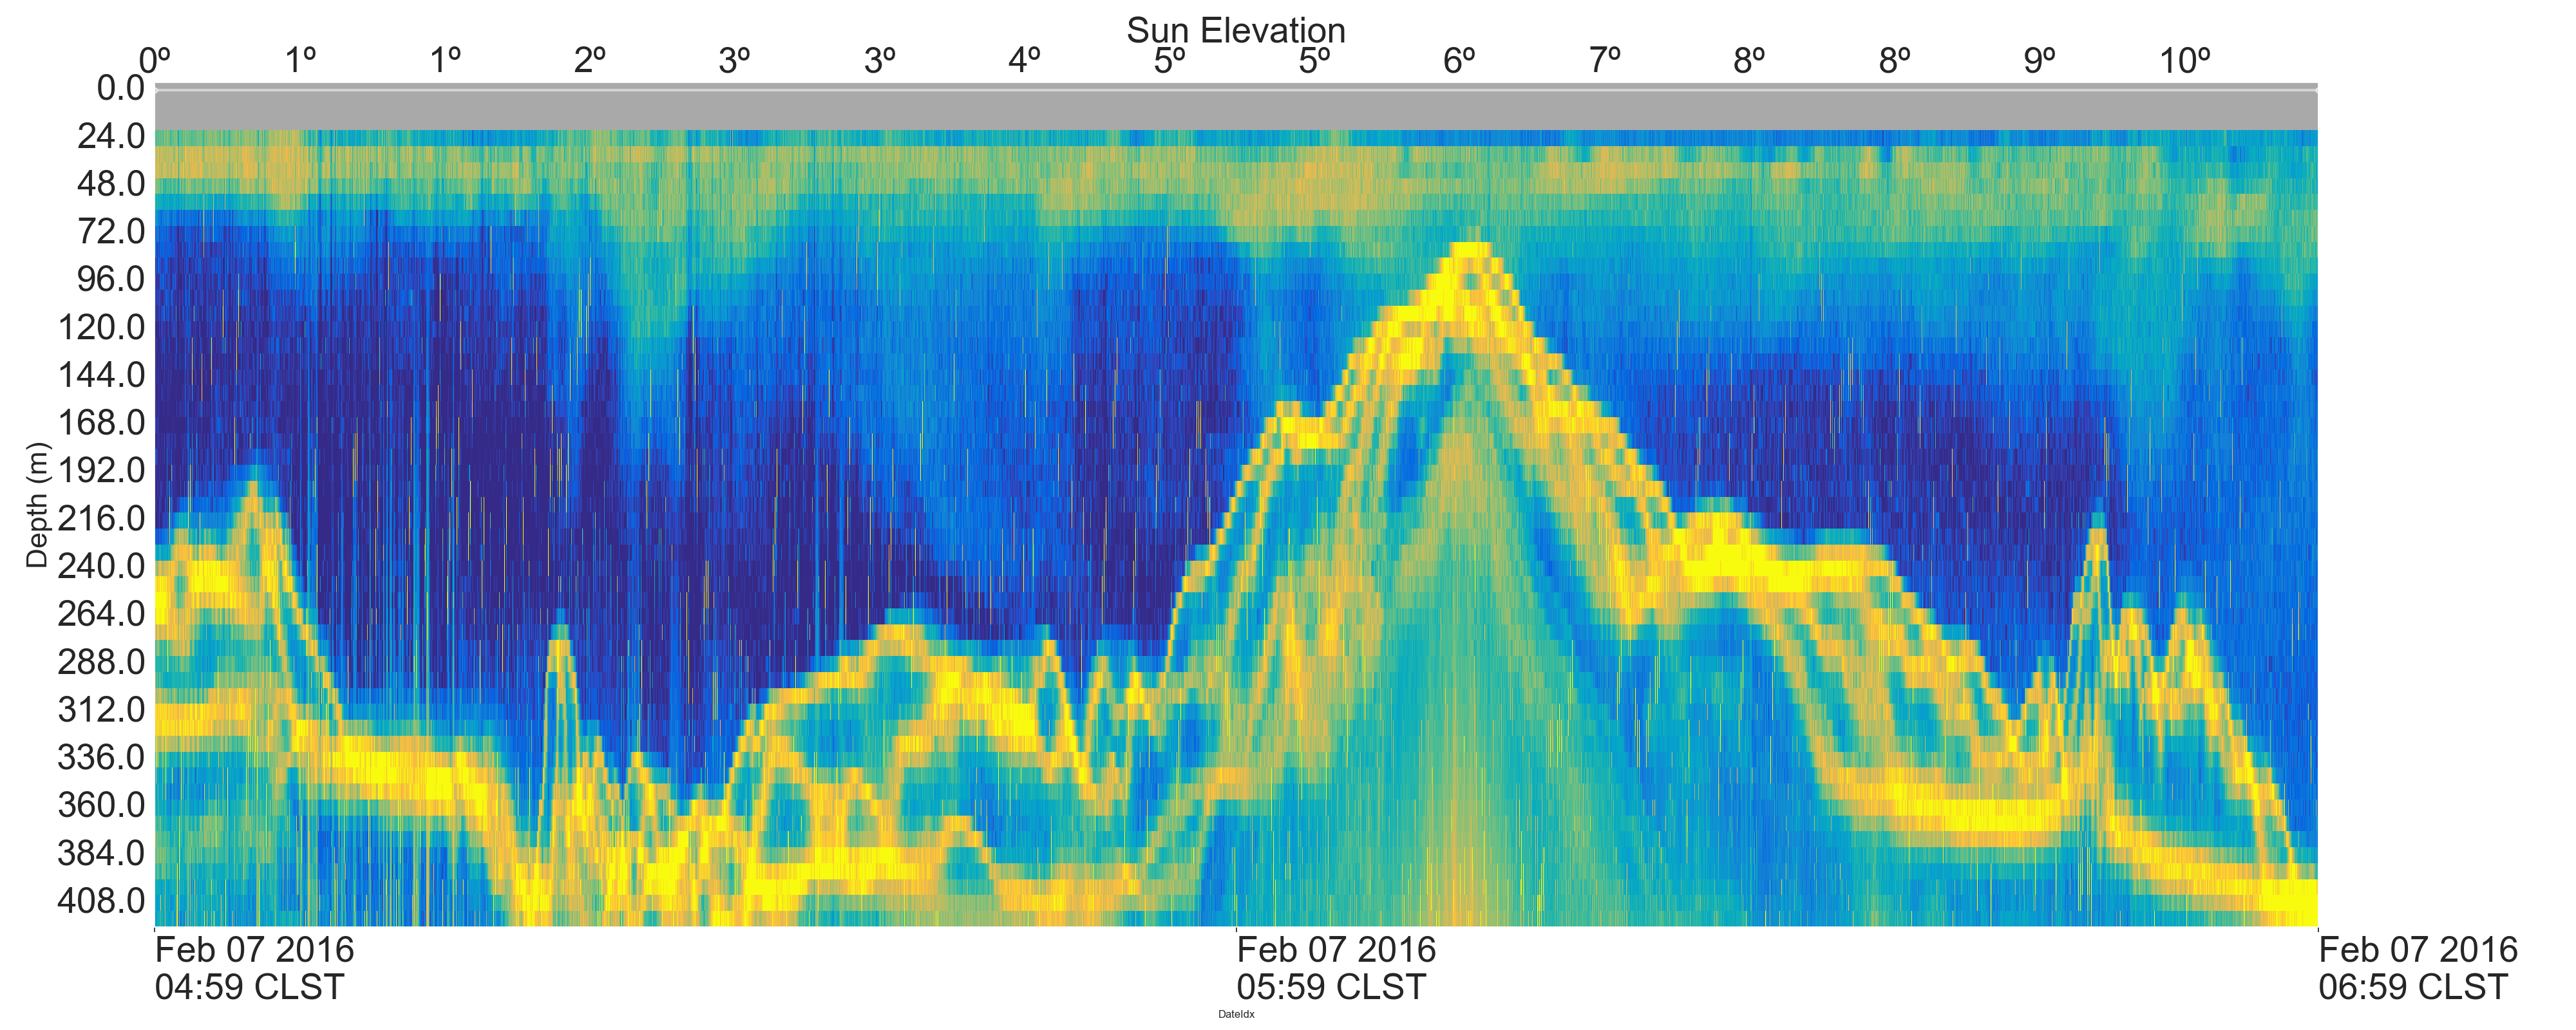 Sun Elevation
0º 1º 1º 2º 3º 3º 4º 5º 5º 6º 7º 8º 8º 9º 10º
0.0
24.0
48.0
72.0
96.0
120.0
144.0
168.0
192.0
216.0
240.0
264.0
288.0
312.0
336.0
360.0
384.0
408.0
Depth (m)
Feb 07 2016
04:59 CLST
Feb 07 2016
05:59 CLST
Feb 07 2016
06:59 CLST
DateIdx